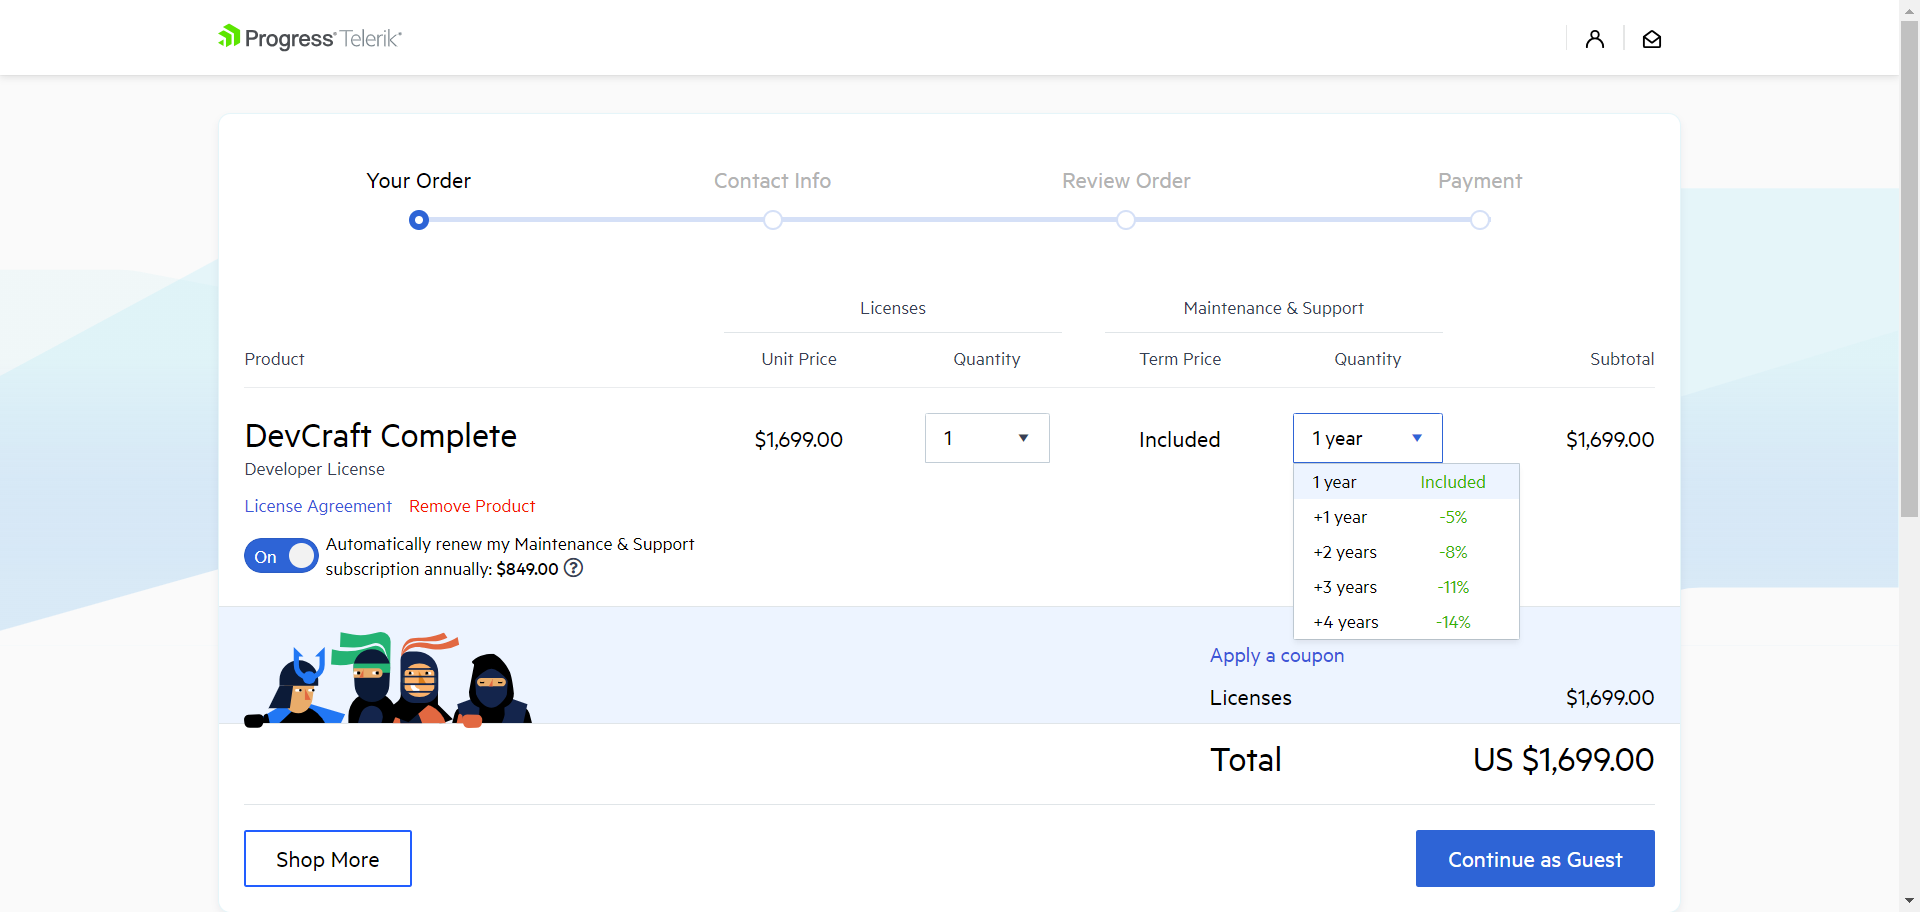 Progress Telerik
Your Order
Contact Info
Review Order
Payment
Licenses
Maintenance & Support
Product
Unit Price
Quantity
Term Price
Quantity
Subtotal
DevCraft Complete
$1,699.00
1
Included
1 year
$1,699.00
Developer License
License Agreement
Remove Product
On
Automatically renew my Maintenance & Support
subscription annually: $849.00 ?
1 year Included
+1 year -5%
+2 years -8%
+3 years -11%
+4 years -14%
Apply a coupon
Licenses $1,699.00
Total US $1,699.00
Shop More
Continue as Guest